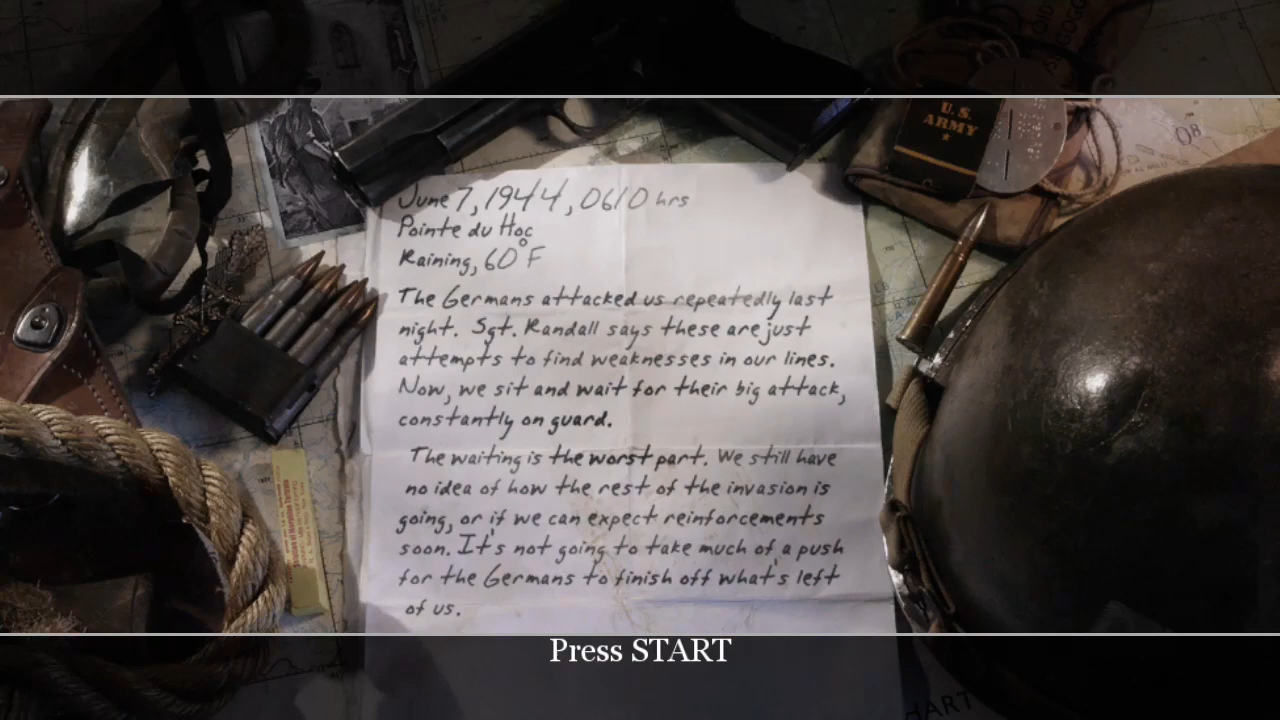 U.S.
ARMY
June 7, 1944, 0610 hrs
Pointe du Hoc
Raining, 60°F
The Germans attacked us repeatedly last
night. Sgt. Randall says these are just
attempts to find weaknesses in our lines.
Now, we sit and wait for their big attack,
constantly on guard.
The waiting is the worst part. We still have
no idea of how the rest of the invasion is
going, or if we can expect reinforcements
soon. It's not going to take much of a push
for the Germans to finish off what's left
of us.
Press START